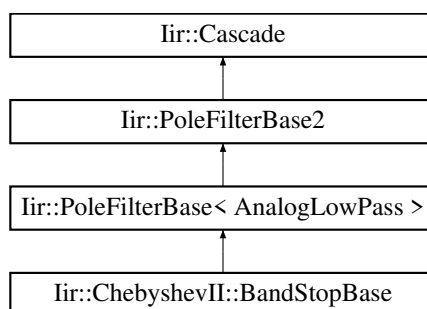 Iir::Cascade
Iir::PoleFilterBase2
Iir::PoleFilterBase< AnalogLowPass >
Iir::ChebyshevII::BandStopBase